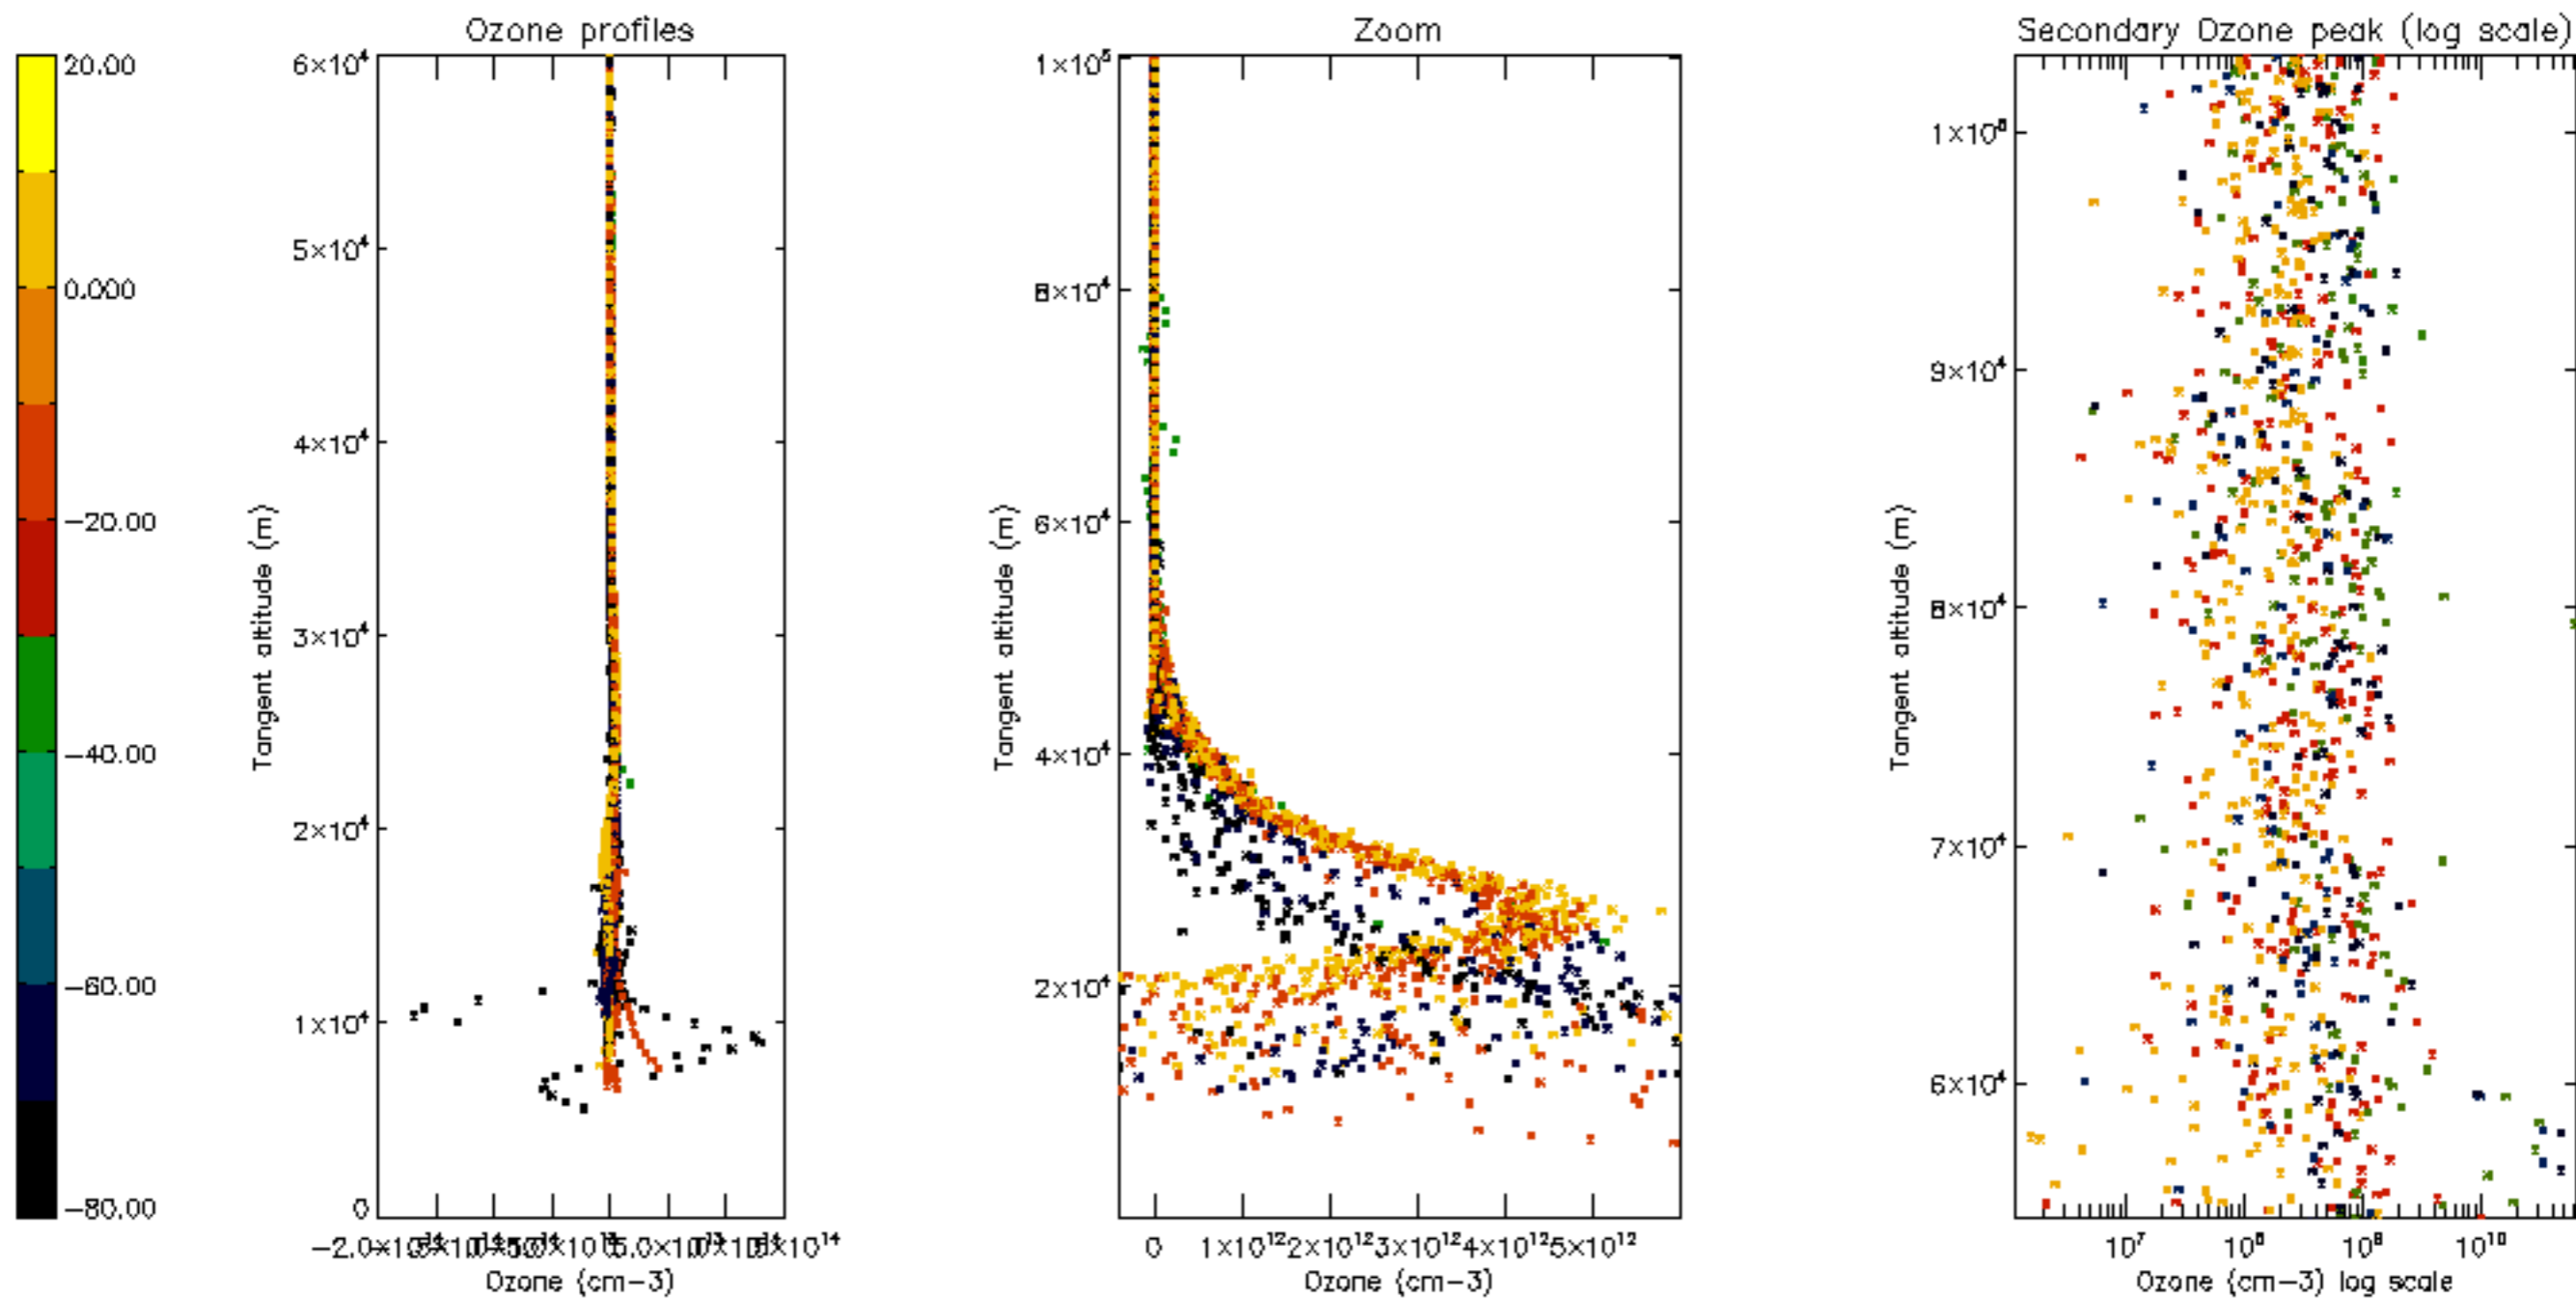 Ozone profiles
Zoom
Secondary Ozone peak (log scale)
20.00
0.000
−20.00
−40.00
−60.00
−80.00
Tangent altitude (m)
6×10⁴
5×10⁴
4×10⁴
3×10⁴
2×10⁴
1×10⁴
0
Ozone (cm−3)
Tangent altitude (m)
1×10⁵
8×10⁴
6×10⁴
4×10⁴
2×10⁴
0 1×10¹² 2×10¹² 3×10¹² 4×10¹² 5×10¹²
Ozone (cm−3)
Tangent altitude (m)
9×10⁴
8×10⁴
7×10⁴
6×10⁴
10⁷ 10⁸ 10⁹ 10¹⁰
Ozone (cm−3) log scale